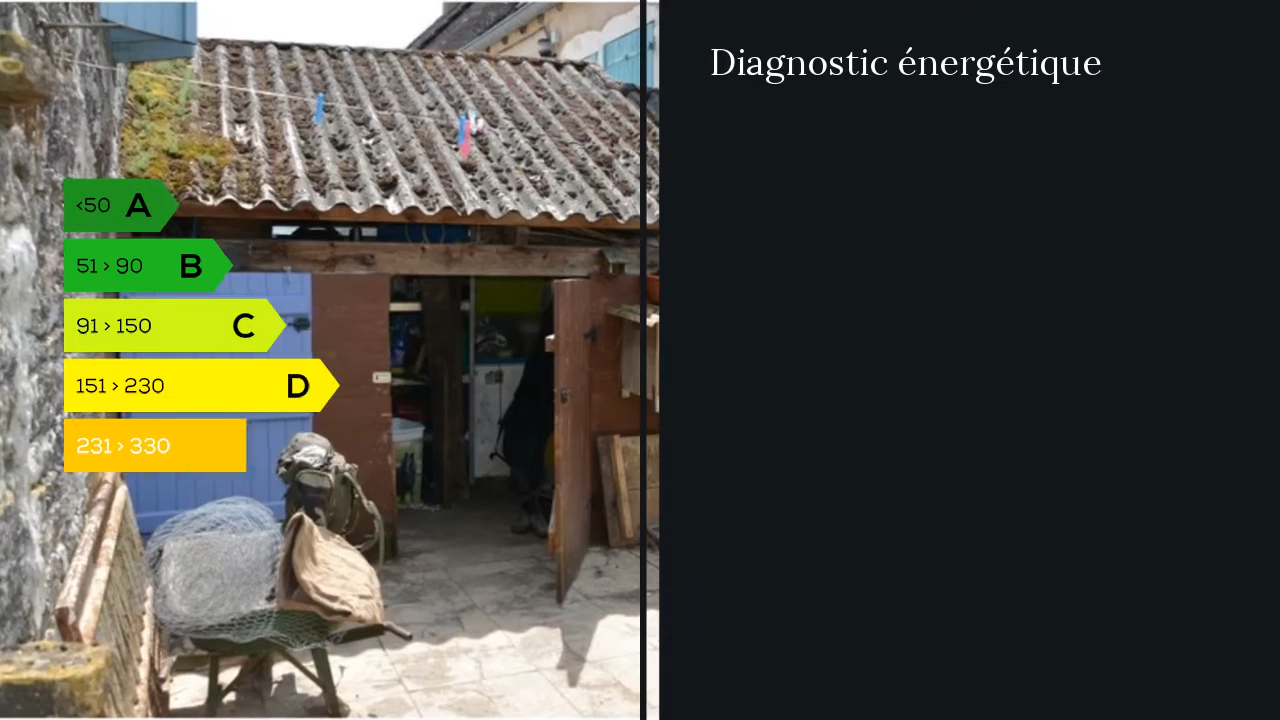 Diagnostic énergétique
<50 A
51 > 90 B
91 > 150 C
151 > 230 D
231 > 330